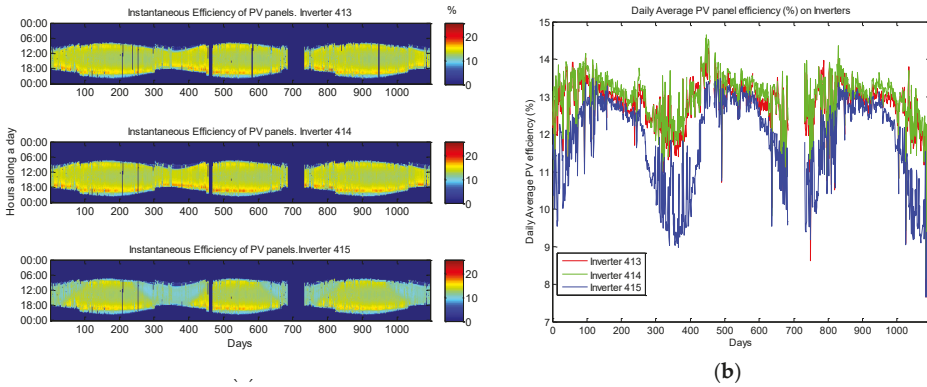 Instantaneous Efficiency of PV panels. Inverter 413
%
00:00
06:00
12:00
18:00
00:00
20
10
0
100 200 300 400 500 600 700 800 900 1000
Instantaneous Efficiency of PV panels. Inverter 414
Hours along a day
00:00
06:00
12:00
18:00
00:00
20
10
0
100 200 300 400 500 600 700 800 900 1000
Instantaneous Efficiency of PV panels.Inverter 415
00:00
06:00
12:00
18:00
00:00
20
10
0
100 200 300 400 500 600 700 800 900 1000
Days
Daily Average PV panel efficiency (%) on Inverters
Daily Average PV efficiency (%)
15
14
13
12
11
10
9
8
7
Inverter 413
Inverter 414
Inverter 415
0 100 200 300 400 500 600 700 800 900 1000
Days
(b)